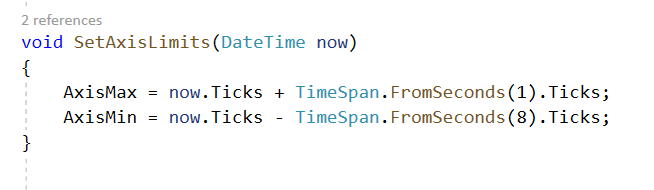 2 references
void SetAxisLimits(DateTime now)
{
AxisMax = now.Ticks + TimeSpan.FromSeconds(1).Ticks;
AxisMin = now.Ticks - TimeSpan.FromSeconds(8).Ticks;
}